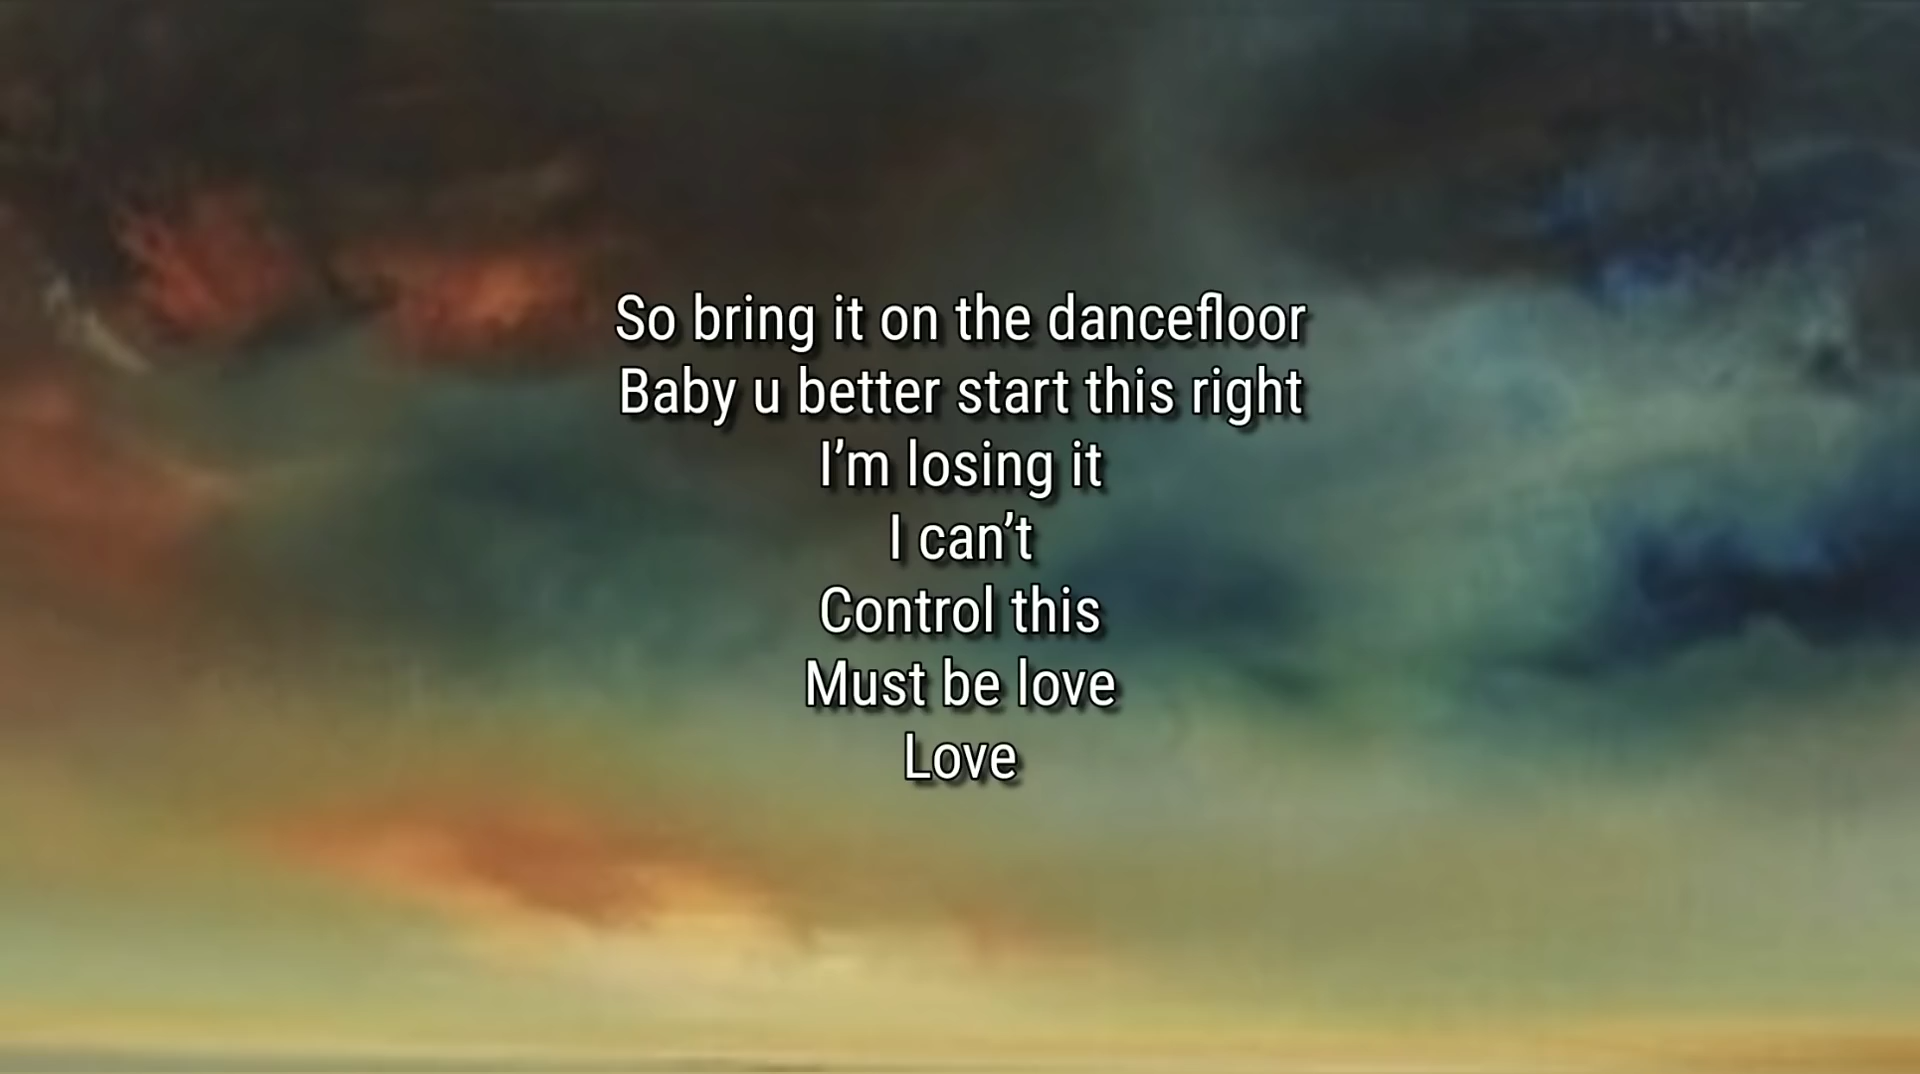 So bring it on the dancefloor
Baby u better start this right
I’m losing it
I can’t
Control this
Must be love
Love